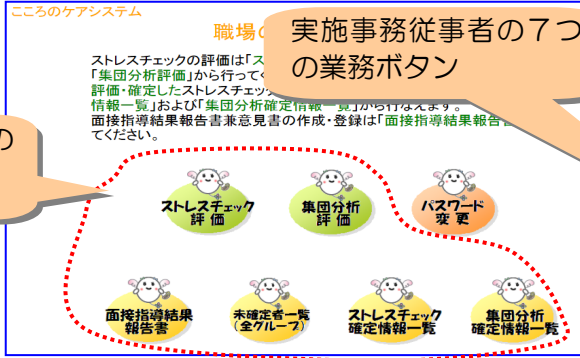 こころのケアシステム
職場の
実施事務従事者の７つ
の業務ボタン
ストレスチェックの評価は「ス
「集団分析評価」から行ってく
評価・確定したストレスチェッ
情報一覧」および「集団分析確定情報一覧」から行なえます。
面接指導結果報告書兼意見書の作成・登録は「面接指導結果報告
てください。
の
ストレスチェック
評価
集団分析
評価
パスワード
変更
面接指導結果
報告書
未確定者一覧
(全グループ)
ストレスチェック
確定情報一覧
集団分析
確定情報一覧